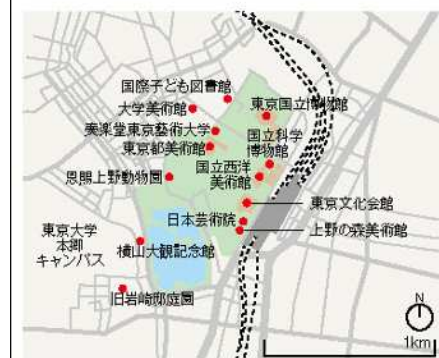 国際子ども図書館
大学美術館
東京国立博物館
奏楽堂東京藝術大学
東京都美術館
国立科学
博物館
恩賜上野動物園
国立西洋
美術館
東京文化会館
日本芸術院
上野の森美術館
東京大学
本郷
キャンパス
横山大観記念館
旧岩崎邸庭園
N
1km